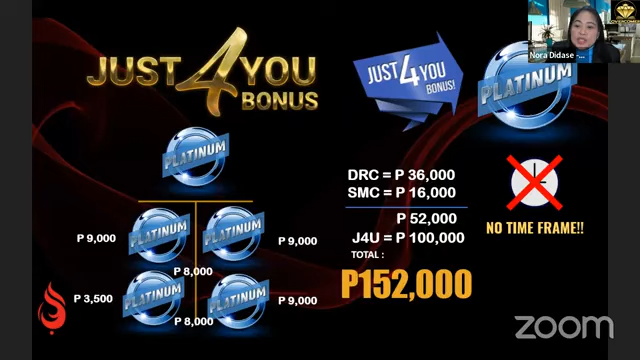 JUST 4 YOU
BONUS
JUST 4 YOU
BONUS!
PLATINUM
OVERCOMER
Nora Didase -...
PLATINUM
DRC = P 36,000
SMC = P 16,000
P 52,000
J4U = P 100,000
TOTAL :
P152,000
NO TIME FRAME!!
P 9,000
PLATINUM
PLATINUM
P 9,000
P 8,000
P 3,500
PLATINUM
PLATINUM
P 9,000
P 8,000
zoom